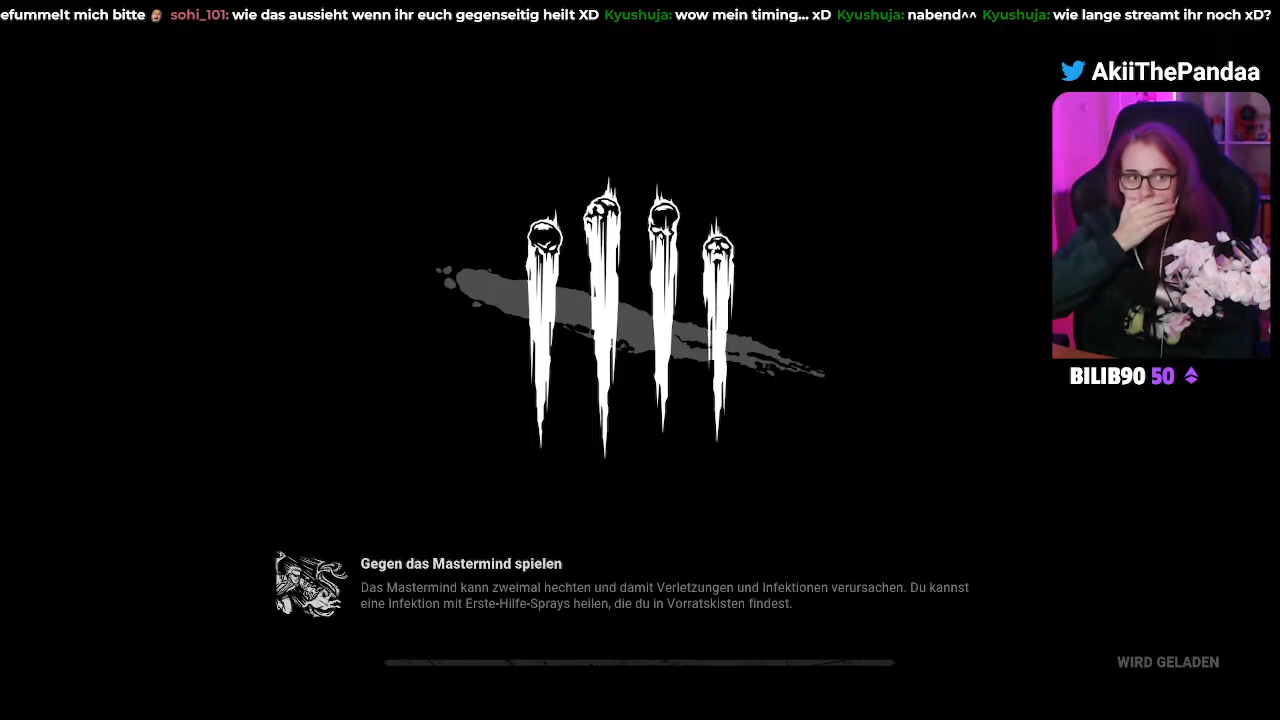 efummelt mich bitte sohi_101: wie das aussieht wenn ihr euch gegenseitig heilt XD Kyushuja: wow mein timing... xD Kyushuja: nabend^^ Kyushuja: wie lange streamt ihr noch xD?
AkiiThePandaa
BILIB90 50
Gegen das Mastermind spielen
Das Mastermind kann zweimal hechten und damit Verletzungen und Infektionen verursachen. Du kannst
eine Infektion mit Erste-Hilfe-Sprays heilen, die du in Vorratskisten findest.
WIRD GELADEN